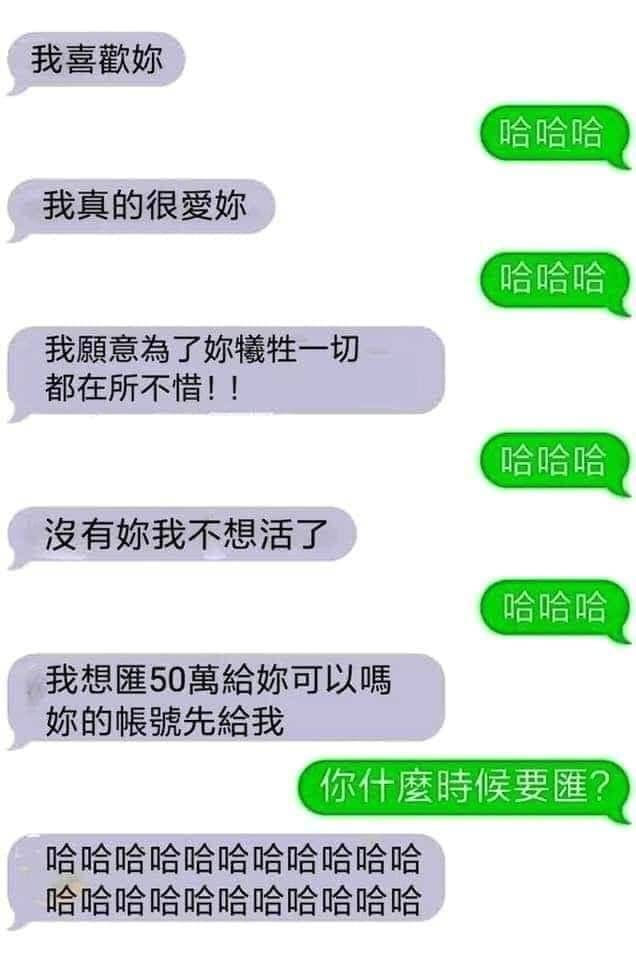 我喜歡妳
哈哈哈
我真的很愛妳
哈哈哈
我願意為了妳犧牲一切
都在所不惜!!
哈哈哈
沒有妳我不想活了
哈哈哈
我想匯50萬給妳可以嗎
妳的帳號先給我
你什麼時候要匯?
哈哈哈哈哈哈哈哈哈哈哈
哈哈哈哈哈哈哈哈哈哈哈